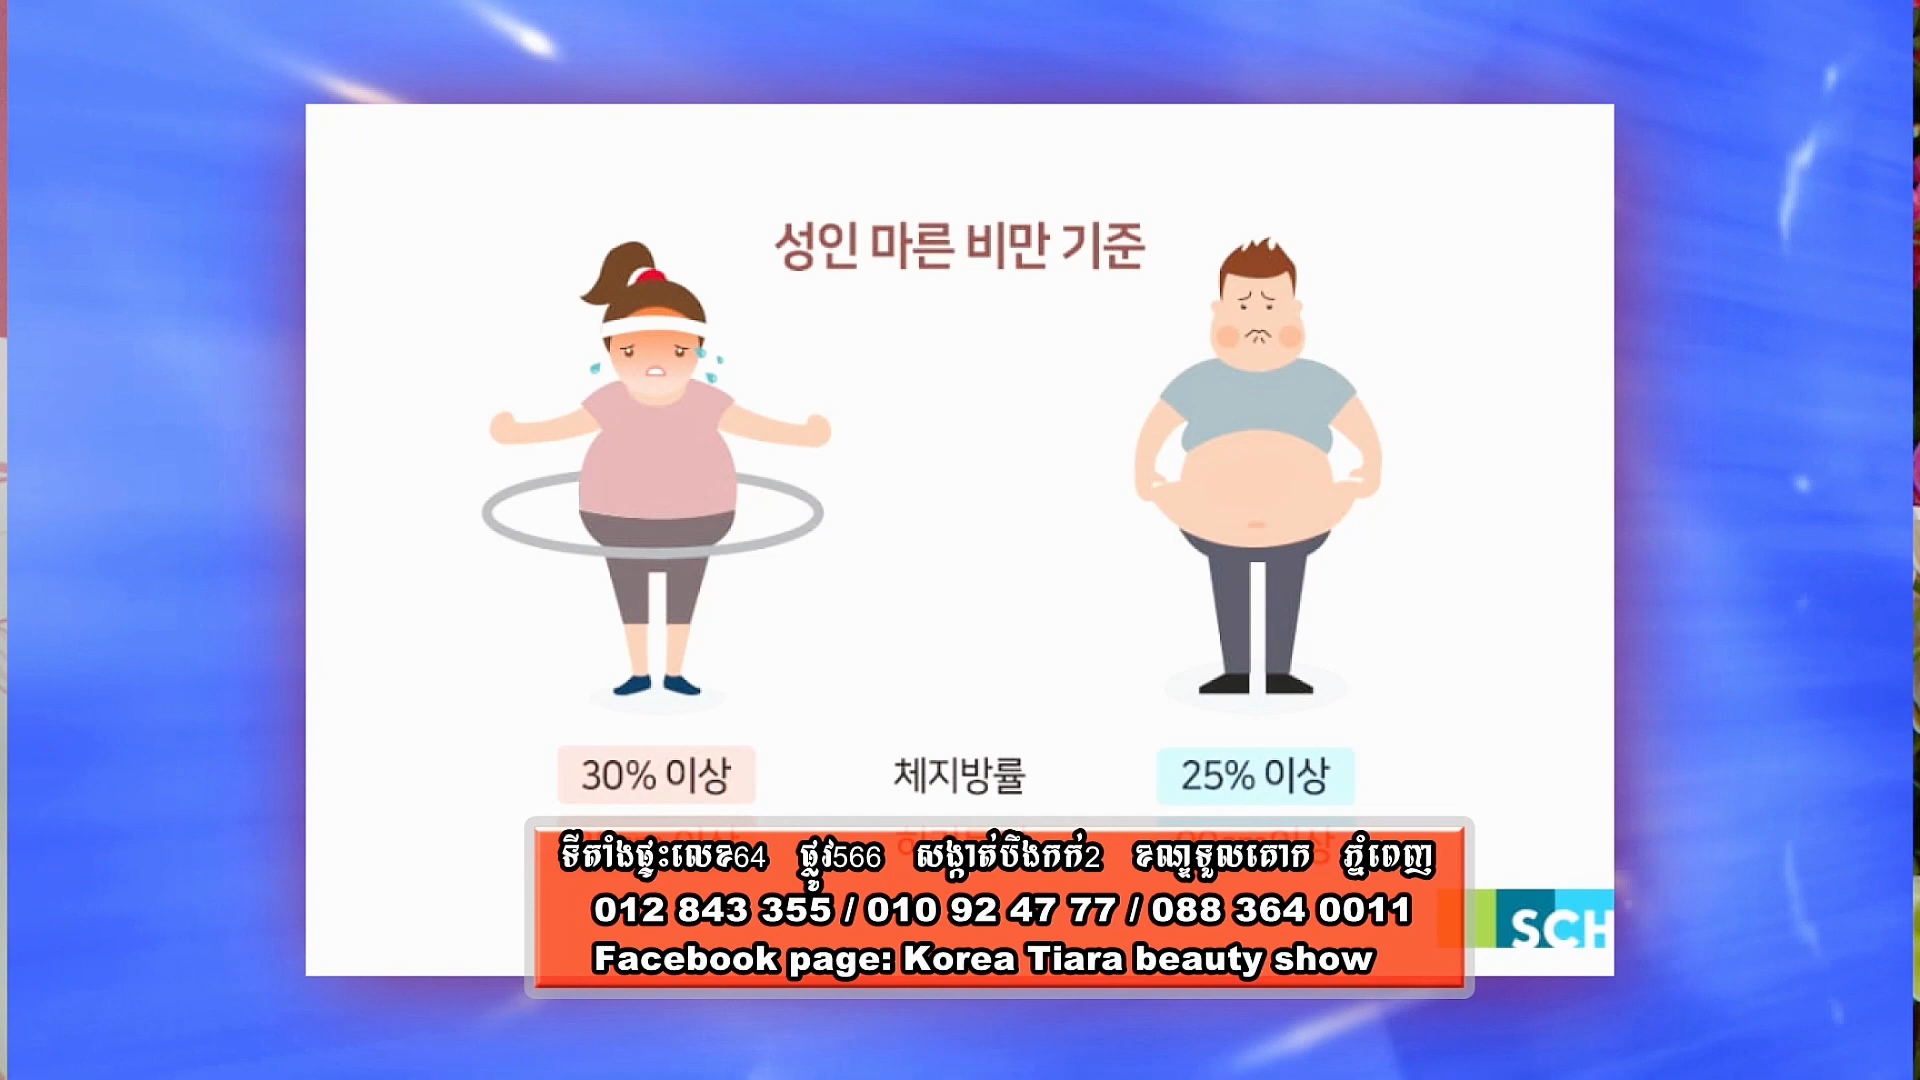 성인 마른 비만 기준
30% 이상 체지방률 25% 이상
ទីតាំងផ្ទះលេខ64 ផ្លូវ566 សង្កាត់បឹងកក់2 ខណ្ឌទួលគោក ភ្នំពេញ
012 843 355 / 010 92 47 77 / 088 364 0011
Facebook page: Korea Tiara beauty show
SCH